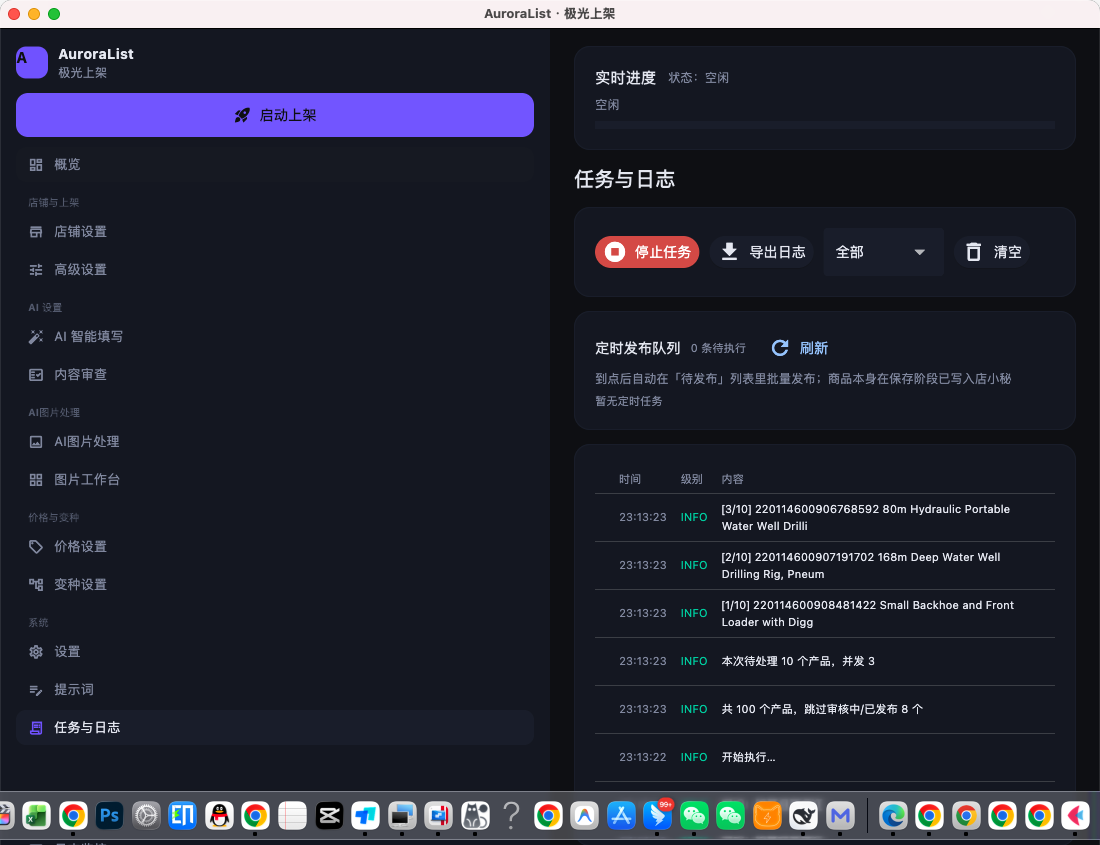 AuroraList · 极光上架
A
AuroraList
极光上架
启动上架
概览
店铺与上架
店铺设置
高级设置
AI 设置
AI 智能填写
内容审查
AI图片处理
AI图片处理
图片工作台
价格与变种
价格设置
变种设置
系统
设置
提示词
任务与日志
实时进度 状态：空闲
空闲
任务与日志
停止任务 导出日志 全部 清空
定时发布队列 0 条待执行 刷新
到点后自动在「待发布」列表里批量发布；商品本身在保存阶段已写入店小秘
暂无定时任务
时间 级别 内容
23:13:23 INFO [3/10] 220114600906768592 80m Hydraulic Portable
Water Well Drilli
23:13:23 INFO [2/10] 220114600907191702 168m Deep Water Well
Drilling Rig, Pneum
23:13:23 INFO [1/10] 220114600908481422 Small Backhoe and Front
Loader with Digg
23:13:23 INFO 本次待处理 10 个产品，并发 3
23:13:23 INFO 共 100 个产品，跳过审核中/已发布 8 个
23:13:22 INFO 开始执行...
Ps
99+